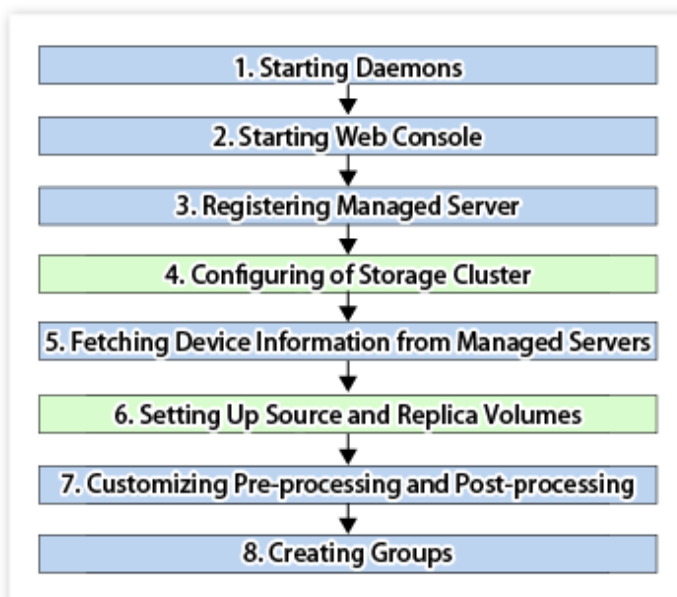 1. Starting Daemons
2. Starting Web Console
3. Registering Managed Server
4. Configuring of Storage Cluster
5. Fetching Device Information from Managed Servers
6. Setting Up Source and Replica Volumes
7. Customizing Pre-processing and Post-processing
8. Creating Groups